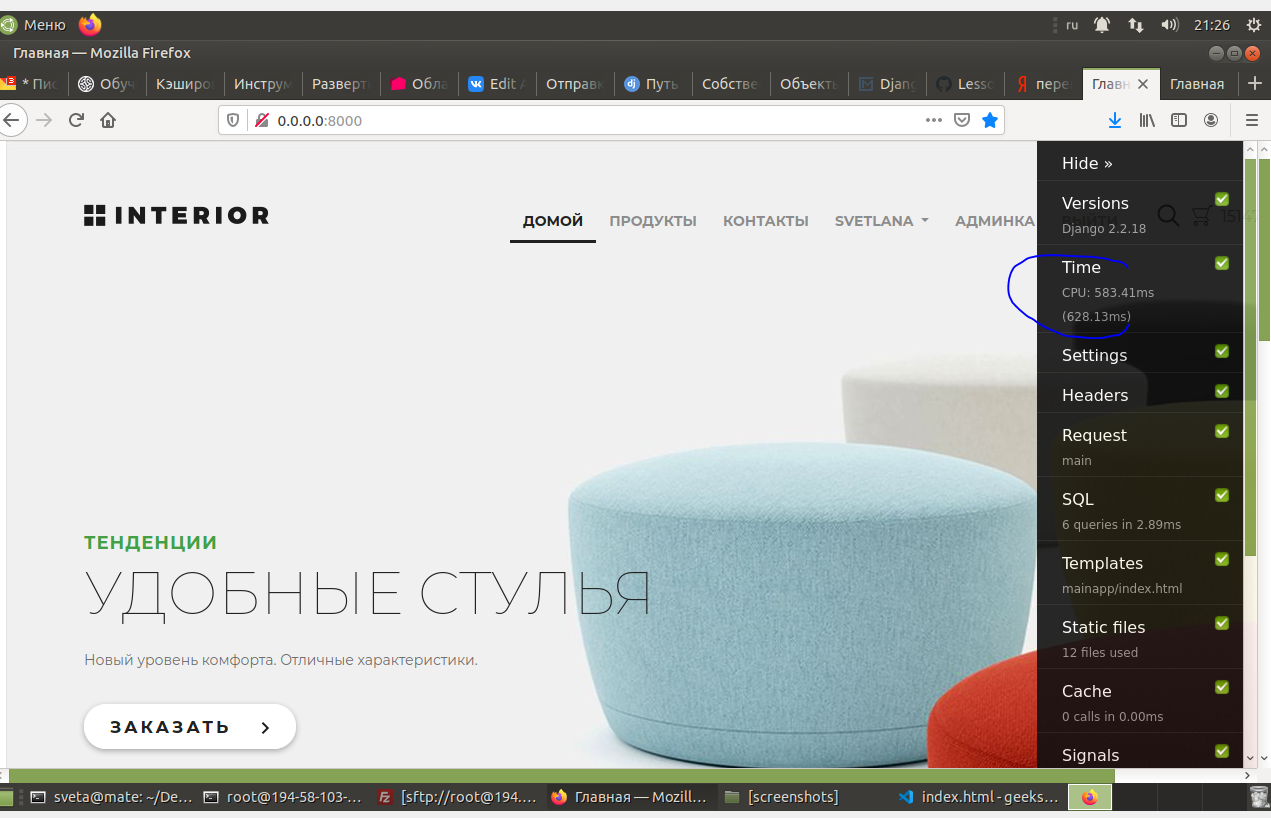 Меню
ru
21:26
Главная — Mozilla Firefox
* Пис
Обуч
Кэширо
Инструм
Разверт
Обла
Edit
Отправк
Путь
Собстве
Объекть
Djang
Lesso
пере
Главн
Главная
0.0.0.0:8000
INTERIOR
ДОМОЙ
ПРОДУКТЫ
КОНТАКТЫ
SVETLANA
АДМИНКА
ВЫЙТИ
Hide »
Versions
Django 2.2.18
Time
CPU: 583.41ms
(628.13ms)
Settings
Headers
Request
main
SQL
6 queries in 2.89ms
Templates
mainapp/index.html
Static files
12 files used
Cache
0 calls in 0.00ms
Signals
ТЕНДЕНЦИИ
УДОБНЫЕ СТУЛЬЯ
Новый уровень комфорта. Отличные характеристики.
ЗАКАЗАТЬ
sveta@mate: ~/De...
root@194-58-103-...
[sftp://root@194....
Главная — Mozill...
[screenshots]
index.html - geeks...